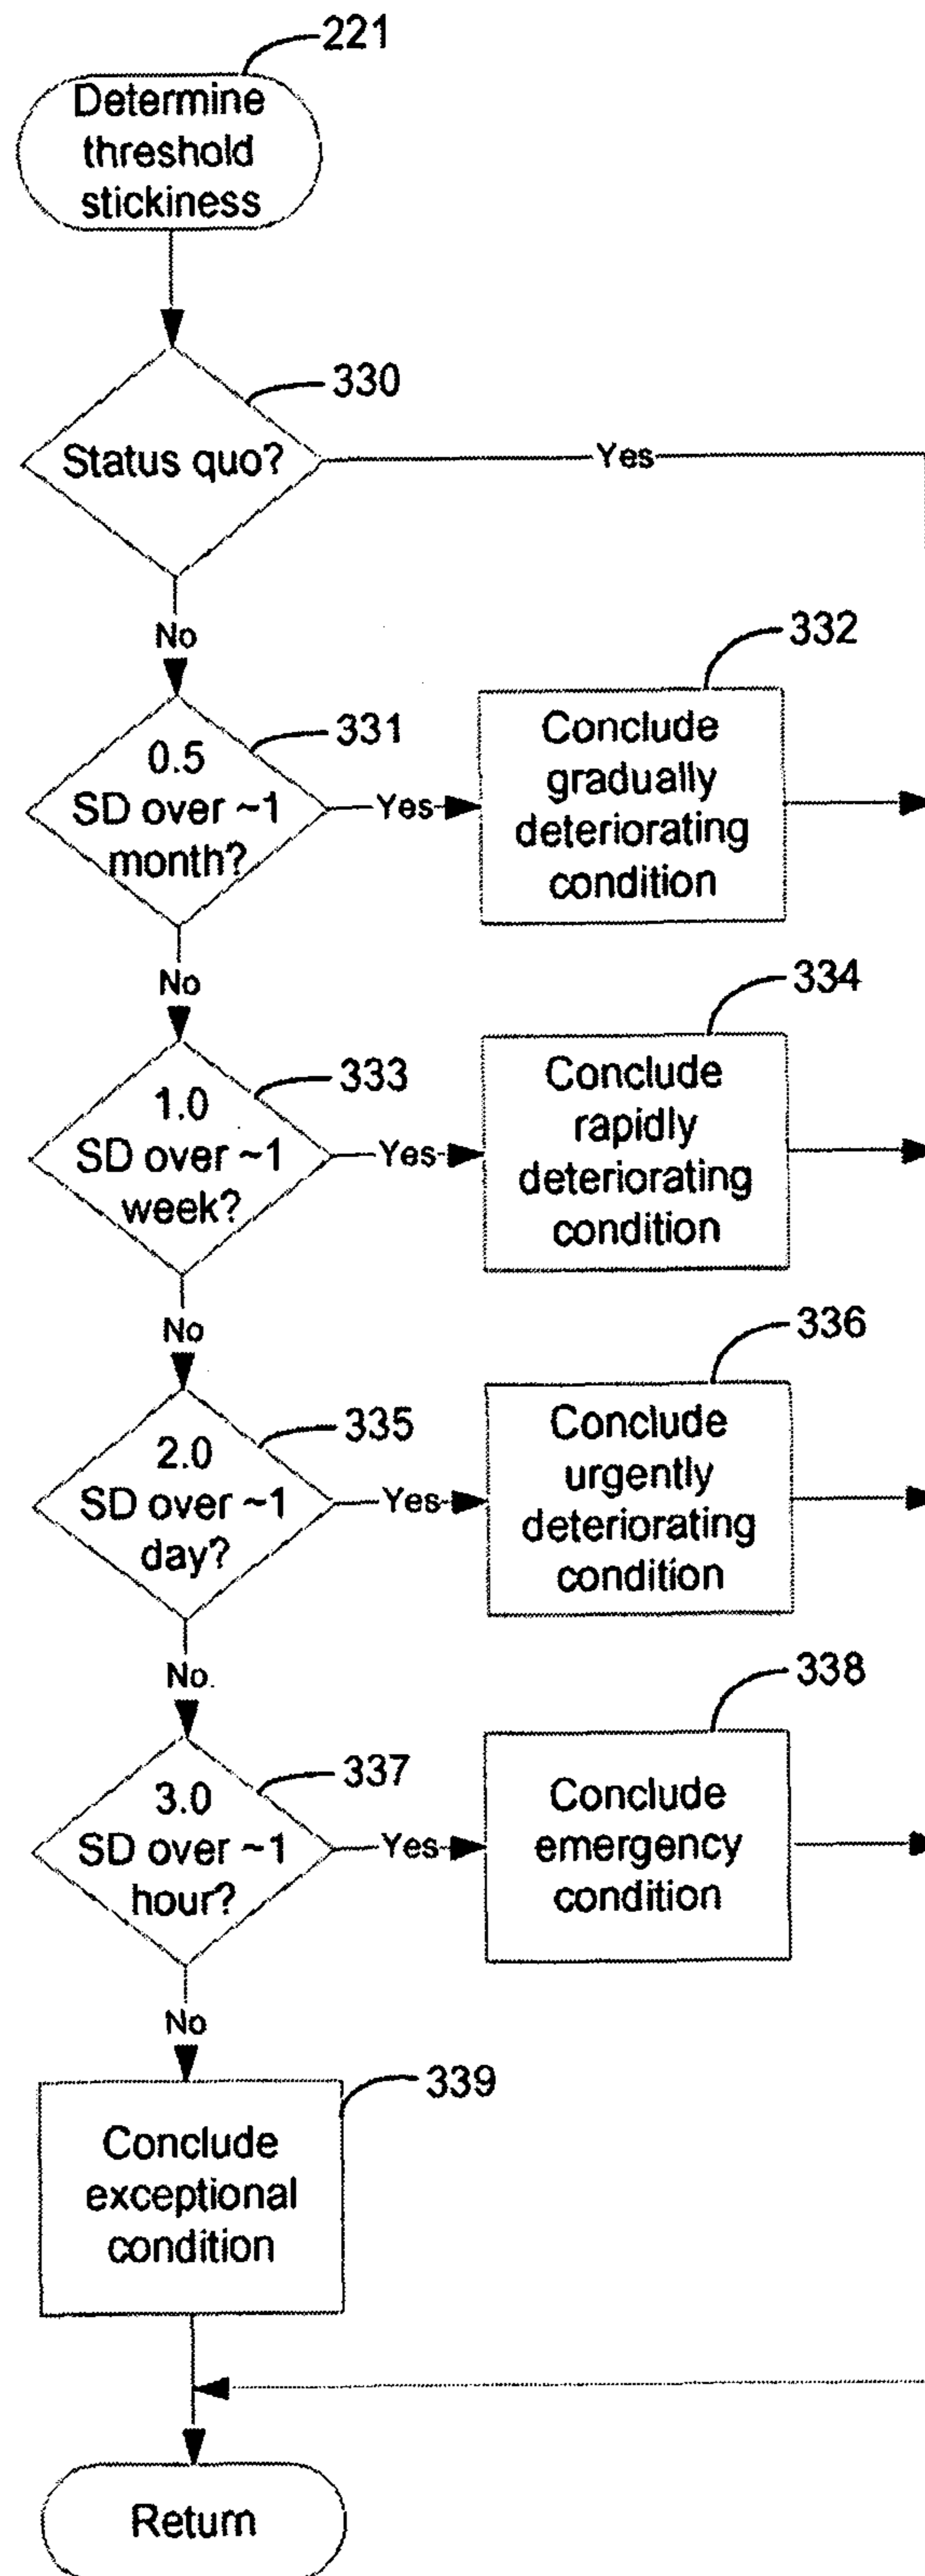 221
Determine
threshold
stickiness
330
Status quo?
Yes
No
331
0.5
SD over ~1
month?
Yes
332
Conclude
gradually
deteriorating
condition
No
333
1.0
SD over ~1
week?
Yes
334
Conclude
rapidly
deteriorating
condition
No
335
2.0
SD over ~1
day?
Yes
336
Conclude
urgently
deteriorating
condition
No
337
3.0
SD over ~1
hour?
Yes
338
Conclude
emergency
condition
No
339
Conclude
exceptional
condition
Return